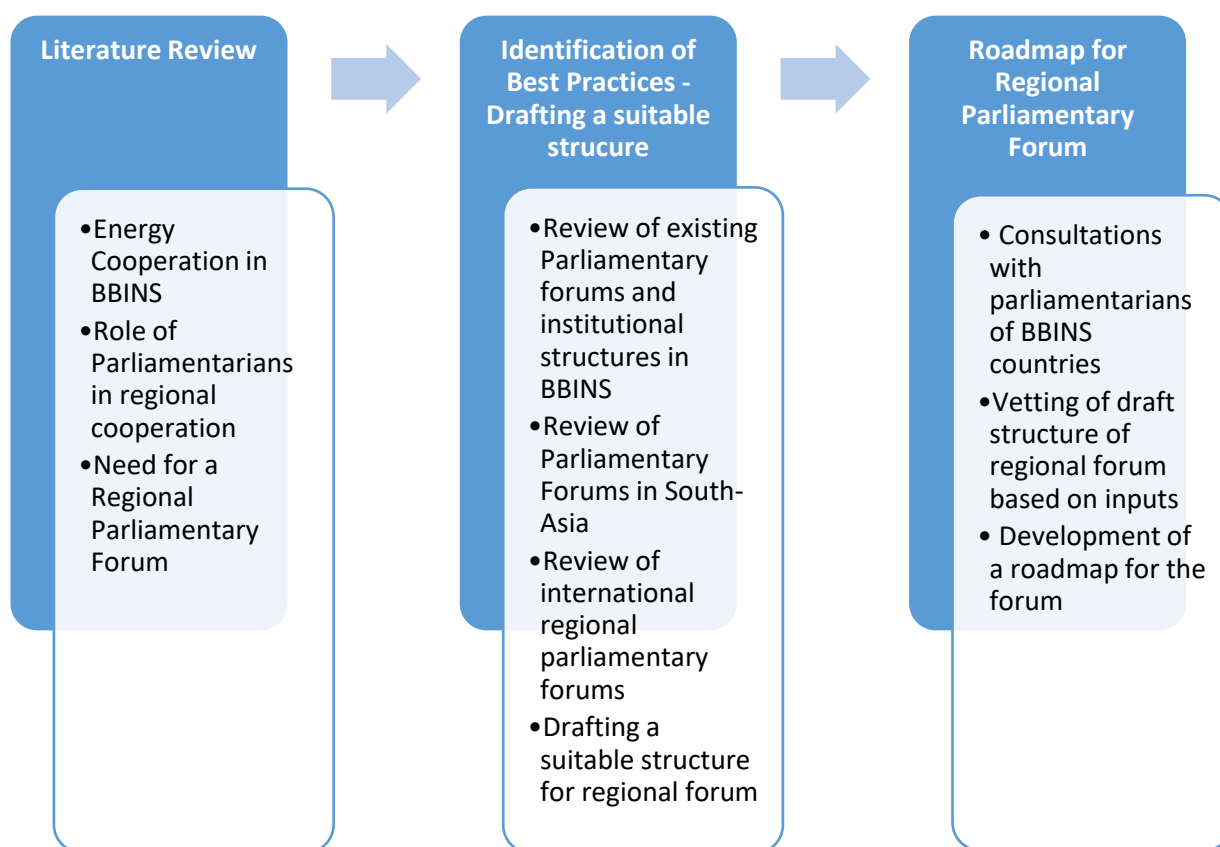 Literature Review
•Energy
Cooperation in
BBINS
•Role of
Parliamentarians
in regional
cooperation
•Need for a
Regional
Parliamentary
Forum
Identification of
Best Practices -
Drafting a suitable
strucure
•Review of existing
Parliamentary
forums and
institutional
structures in
BBINS
•Review of
Parliamentary
Forums in South-
Asia
•Review of
international
regional
parliamentary
forums
•Drafting a
suitable structure
for regional forum
Roadmap for
Regional
Parliamentary
Forum
• Consultations
with
parliamentarians
of BBINS
countries
•Vetting of draft
structure of
regional forum
based on inputs
• Development of
a roadmap for the
forum